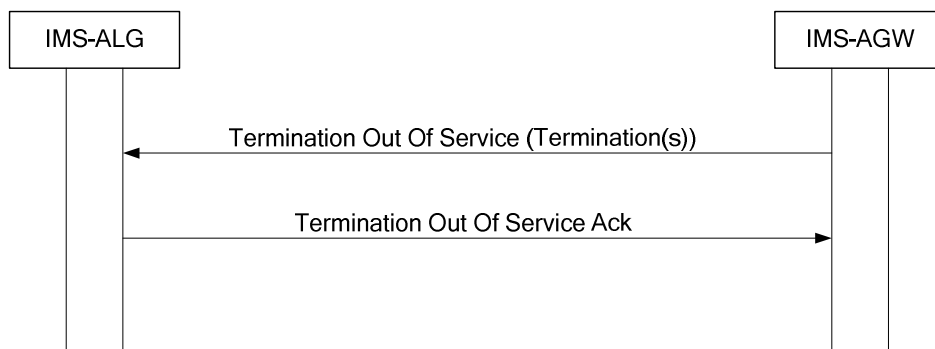 IMS-ALG
IMS-AGW
Termination Out Of Service (Termination(s))
Termination Out Of Service Ack